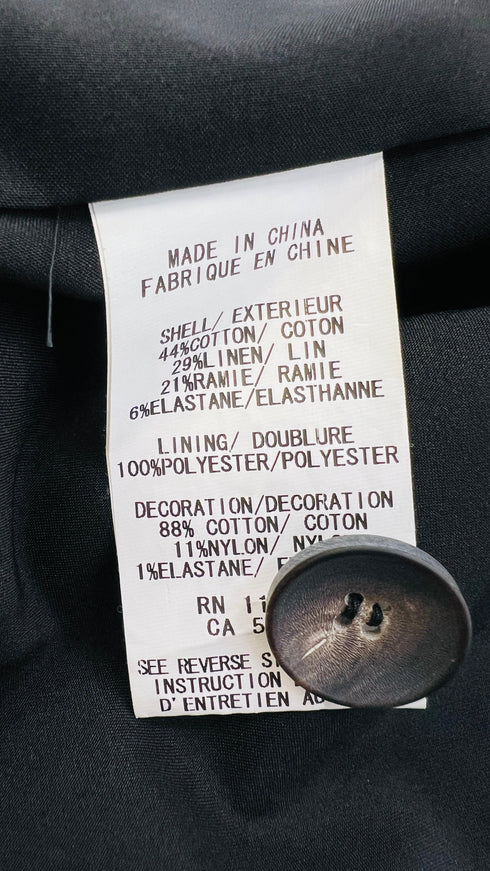 MADE IN CHINA
FABRIQUE EN CHINE
SHELL/ EXTERIEUR
44%COTTON/ COTON
29%LINEN/ LIN
21%RAMIE/ RAMIE
6%ELASTANE/ELASTHANNE
LINING/ DOUBLURE
100%POLYESTER/POLYESTER
DECORATION/DECORATION
88% COTTON/ COTON
11%NYLON/
1%ELASTANE/
RN
CA
SEE REVERSE
INSTRUCTION
D'ENTRETIEN